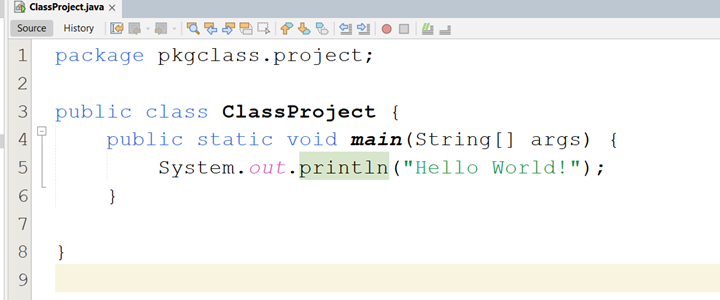 ClassProject.java ×
Source History
1 package pkgclass.project;
2
3 public class ClassProject {
4     public static void main(String[] args) {
5         System.out.println("Hello World!");
6     }
7
8 }
9